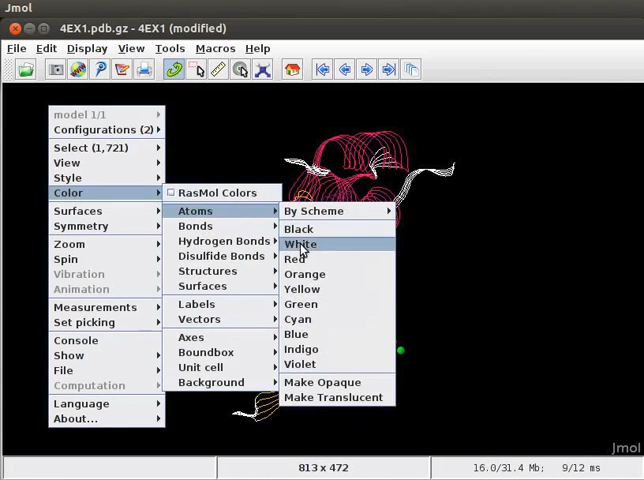 Jmol
4EX1.pdb.gz - 4EX1 (modified)
File Edit Display View Tools Macros Help
model 1/1
Configurations (2)
Select (1,721)
View
Style
Color
Surfaces
Symmetry
Zoom
Spin
Vibration
Animation
Measurements
Set picking
Console
Show
File
Computation
Language
About...
RasMol Colors
Atoms
Bonds
Hydrogen Bonds
Disulfide Bonds
Structures
Surfaces
Labels
Vectors
Axes
Boundbox
Unit cell
Background
By Scheme
Black
White
Red
Orange
Yellow
Green
Cyan
Blue
Indigo
Violet
Make Opaque
Make Translucent
Jmol
813 x 472
16.0/31.4 Mb; 9/12 ms